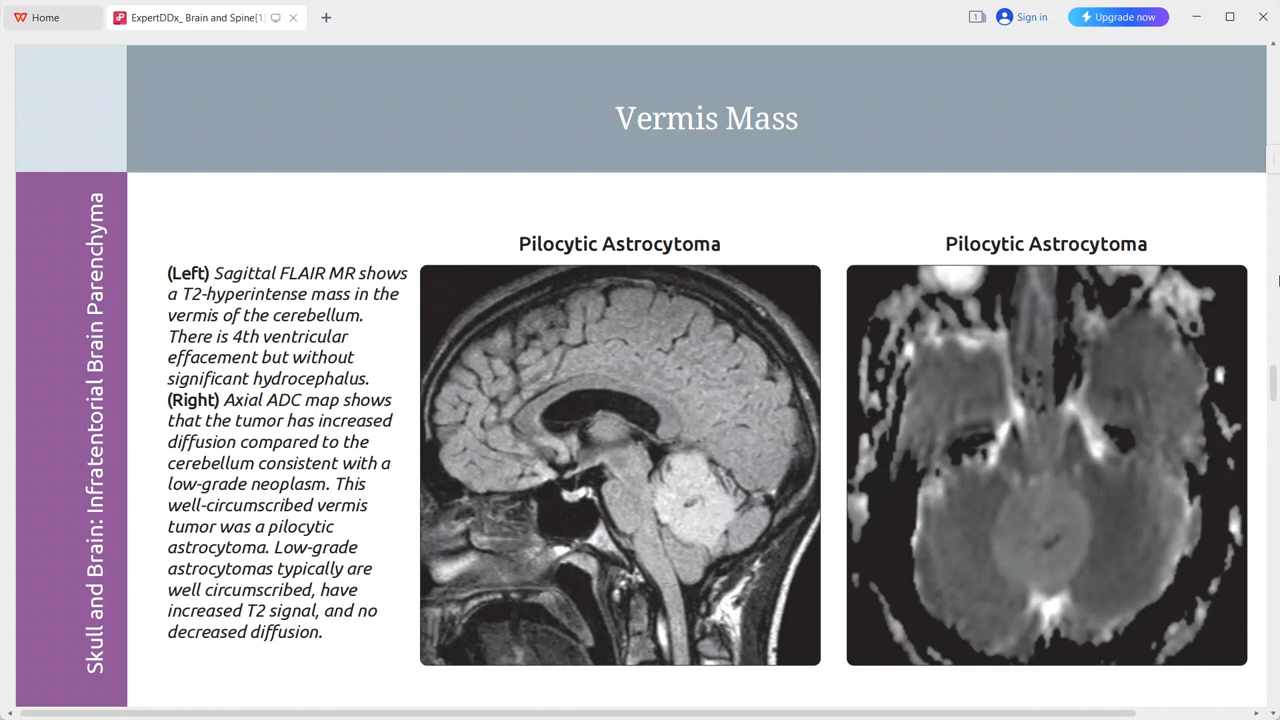 Home
ExpertDDx_ Brain and Spine[1]
1
Sign in
Upgrade now
Vermis Mass
Skull and Brain: Infratentorial Brain Parenchyma
(Left) Sagittal FLAIR MR shows
a T2-hyperintense mass in the
vermis of the cerebellum.
There is 4th ventricular
effacement but without
significant hydrocephalus.
(Right) Axial ADC map shows
that the tumor has increased
diffusion compared to the
cerebellum consistent with a
low-grade neoplasm. This
well-circumscribed vermis
tumor was a pilocytic
astrocytoma. Low-grade
astrocytomas typically are
well circumscribed, have
increased T2 signal, and no
decreased diffusion.
Pilocytic Astrocytoma
Pilocytic Astrocytoma